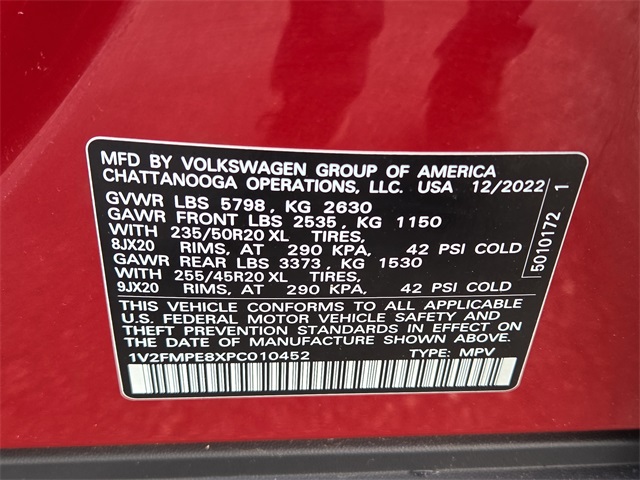 MFD BY VOLKSWAGEN GROUP OF AMERICA
CHATTANOOGA OPERATIONS, LLC. USA 12/2022
GVWR LBS 5798, KG 2630
GAWR FRONT LBS 2535, KG 1150
WITH 235/50R20 XL TIRES,
8JX20 RIMS, AT 290 KPA, 42 PSI COLD
GAWR REAR LBS 3373, KG 1530
WITH 255/45R20 XL TIRES,
9JX20 RIMS, AT 290 KPA, 42 PSI COLD
THIS VEHICLE CONFORMS TO ALL APPLICABLE
U.S. FEDERAL MOTOR VEHICLE SAFETY AND
THEFT PREVENTION STANDARDS IN EFFECT ON
THE DATE OF MANUFACTURE SHOWN ABOVE.
1V2FMPE8XPC010452 TYPE: MPV
5010172 1